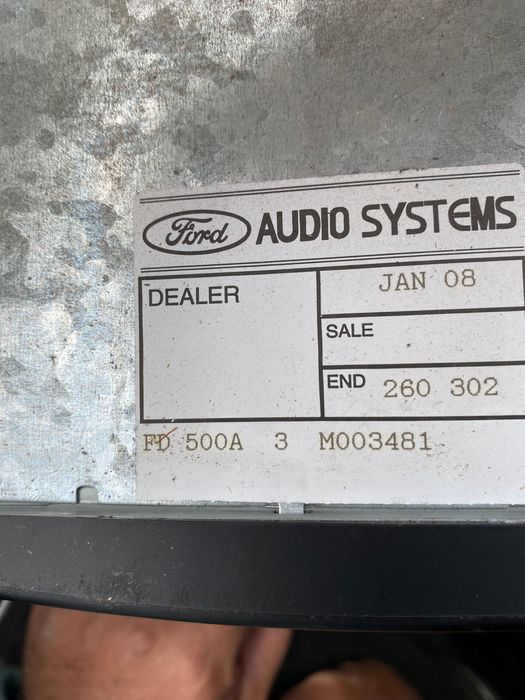 Ford AUDIO SYSTEMS
DEALER
JAN 08
SALE
END 260 302
FD 500A 3 M003481